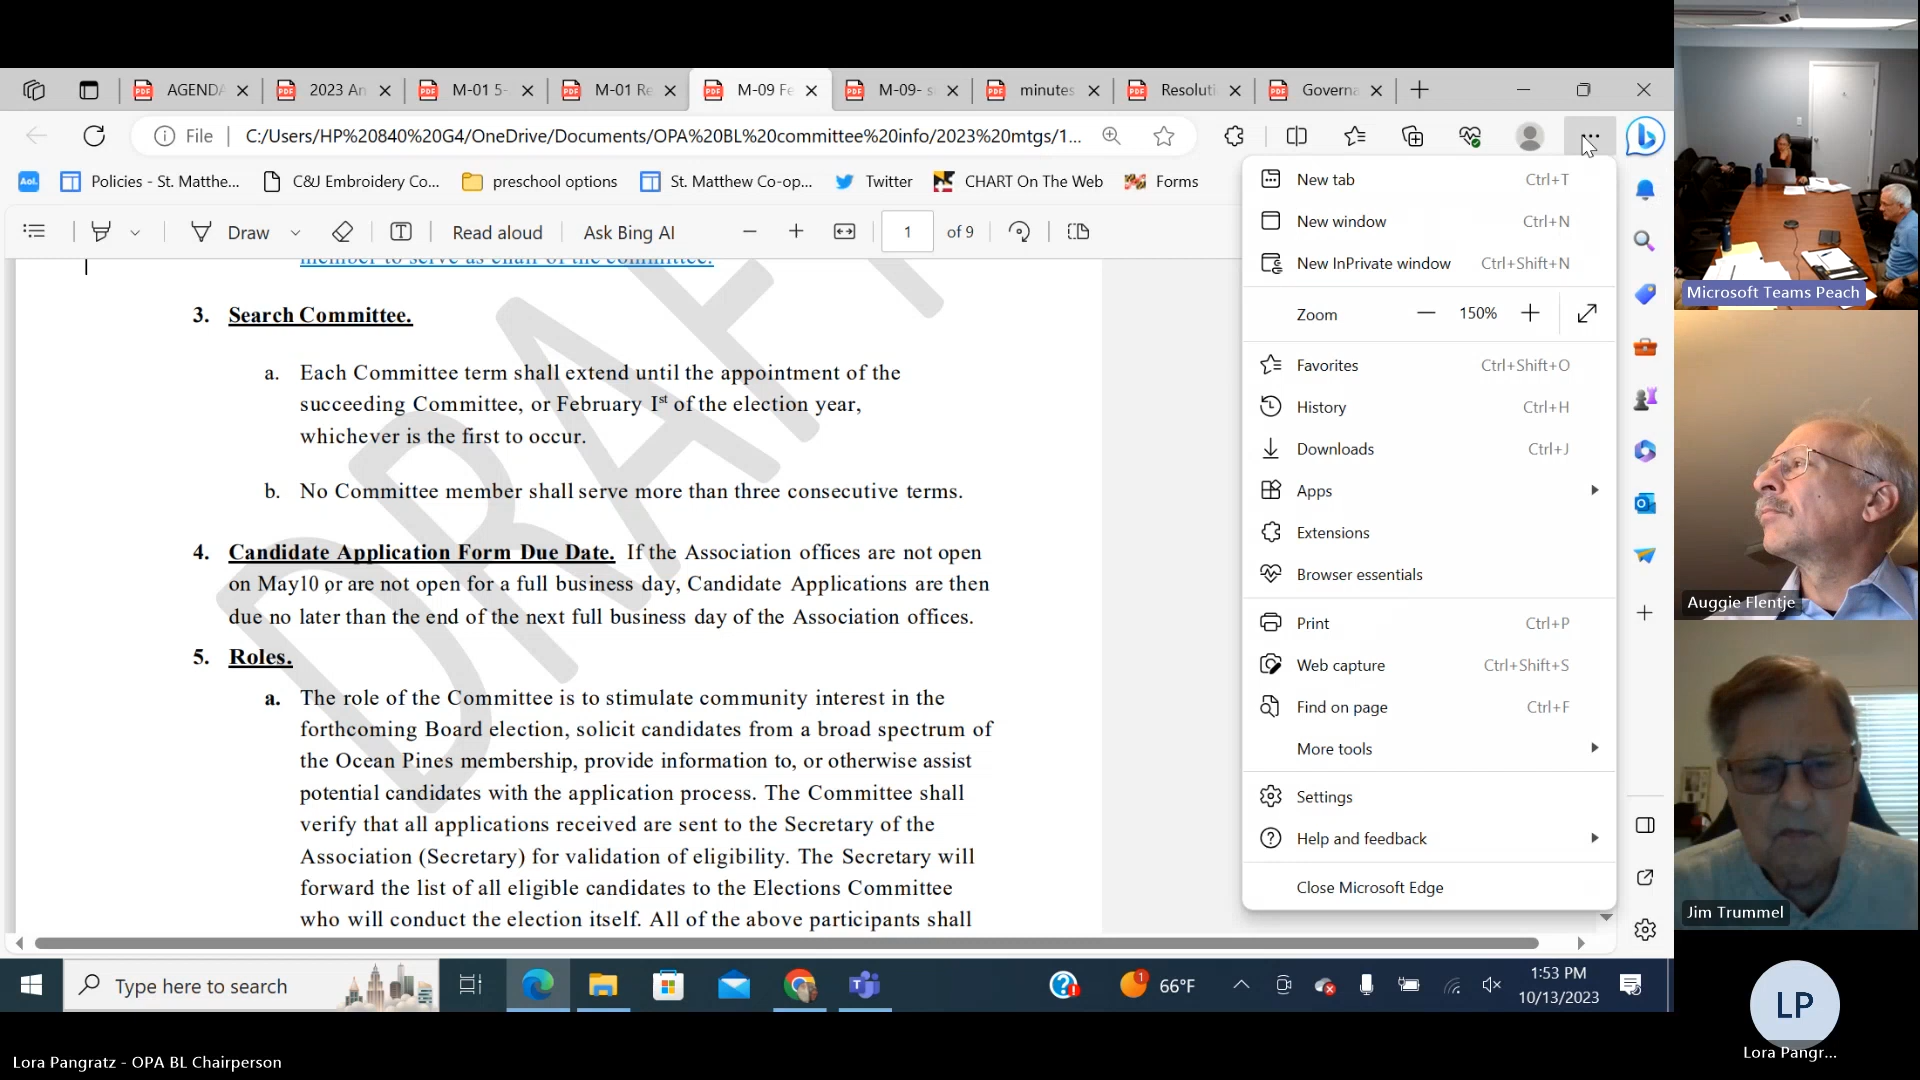 AGENDA
2023 An
M-01 5-
M-01 Re
M-09 Fe
M-09- s
minutes
Resoluti
Governa
File
C:/Users/HP%20840%20G4/OneDrive/Documents/OPA%20BL%20committee%20info/2023%20mtgs/1...
Aol.
Policies - St. Matthe...
C&J Embroidery Co...
preschool options
St. Matthew Co-op...
Twitter
CHART On The Web
Forms
Draw
Read aloud
Ask Bing AI
1
of 9
member to serve as chair of the committee.
DRAFT
3. Search Committee.
a. Each Committee term shall extend until the appointment of the
succeeding Committee, or February 1st of the election year,
whichever is the first to occur.
b. No Committee member shall serve more than three consecutive terms.
4. Candidate Application Form Due Date. If the Association offices are not open
on May10 or are not open for a full business day, Candidate Applications are then
due no later than the end of the next full business day of the Association offices.
5. Roles.
a. The role of the Committee is to stimulate community interest in the
forthcoming Board election, solicit candidates from a broad spectrum of
the Ocean Pines membership, provide information to, or otherwise assist
potential candidates with the application process. The Committee shall
verify that all applications received are sent to the Secretary of the
Association (Secretary) for validation of eligibility. The Secretary will
forward the list of all eligible candidates to the Elections Committee
who will conduct the election itself. All of the above participants shall
New tab Ctrl+T
New window Ctrl+N
New InPrivate window Ctrl+Shift+N
Zoom 150%
Favorites Ctrl+Shift+O
History Ctrl+H
Downloads Ctrl+J
Apps
Extensions
Browser essentials
Print Ctrl+P
Web capture Ctrl+Shift+S
Find on page Ctrl+F
More tools
Settings
Help and feedback
Close Microsoft Edge
Microsoft Teams Peach
Auggie Flentje
Jim Trummel
LP
Lora Pangr...
Type here to search
1
66°F
1:53 PM
10/13/2023
Lora Pangratz - OPA BL Chairperson